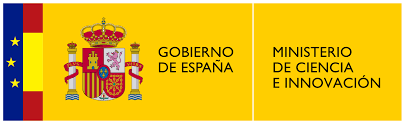 GOBIERNO
DE ESPAÑA
MINISTERIO
DE CIENCIA
E INNOVACIÓN